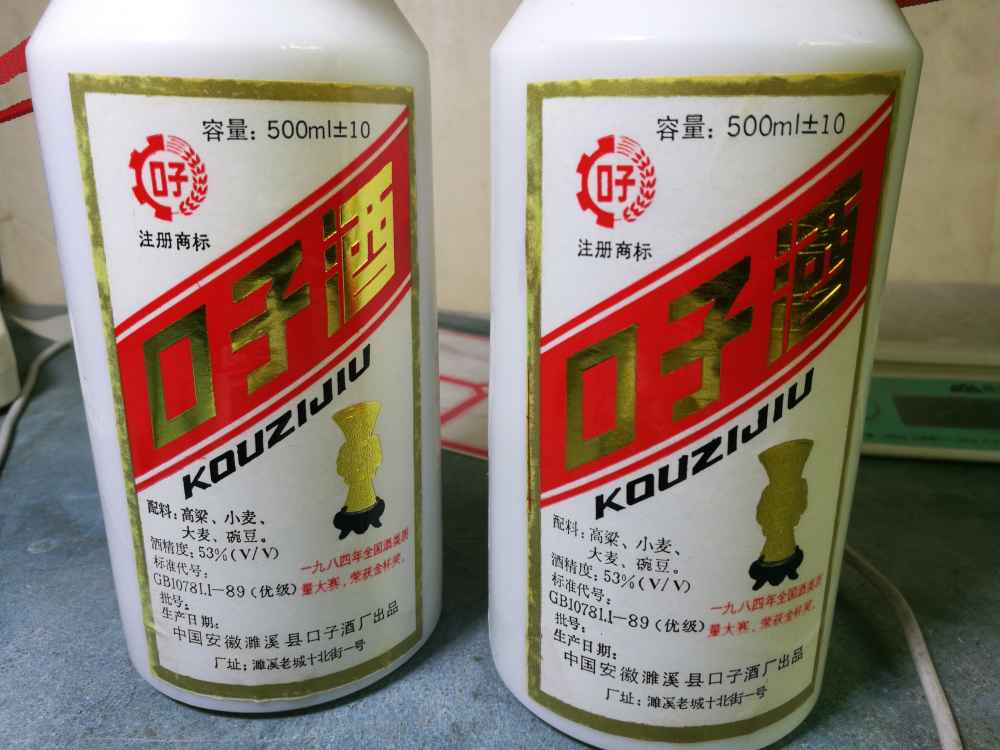 容量：500ml±10
口子
注册商标
口子酒
KOUZIJIU
配料：高粱、小麦、
大麦、碗豆。
酒精度：53%(V/V)
标准代号：
GB10781.1—89（优级）
批号：
生产日期：
一九八四年全国酒类质
量大赛，荣获金杯奖。
中国安徽濉溪县口子酒厂出品
厂址：濉溪老城十北街一号
容量：500ml±10
口子
注册商标
口子酒
KOUZIJIU
配料：高粱、小麦、
大麦、碗豆。
酒精度：53%(V/V)
标准代号：
GB10781.1—89（优级）
批号：
生产日期：
一九八四年全国酒类质
量大赛，荣获金杯奖。
中国安徽濉溪县口子酒厂出品
厂址：濉溪老城十北街一号